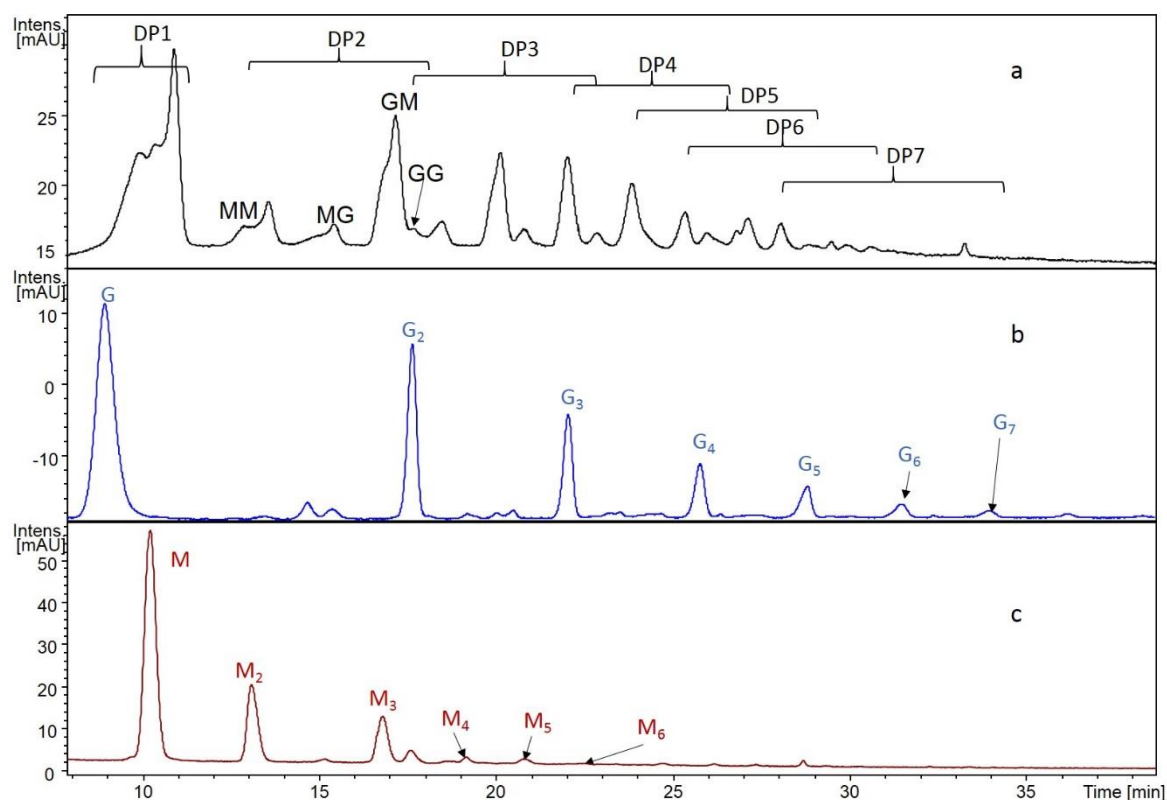 Intens.
[mAU]
DP1
DP2
DP3
DP4
DP5
DP6
DP7
a
GM
GG
MM
MG
25
20
15
Intens.
[mAU]
G
G₂
G₃
G₄
G₅
G₆
G₇
b
10
0
-10
Intens.
[mAU]
M
M₂
M₃
M₄
M₅
M₆
c
50
40
30
20
10
0
10 15 20 25 30 35 Time [min]